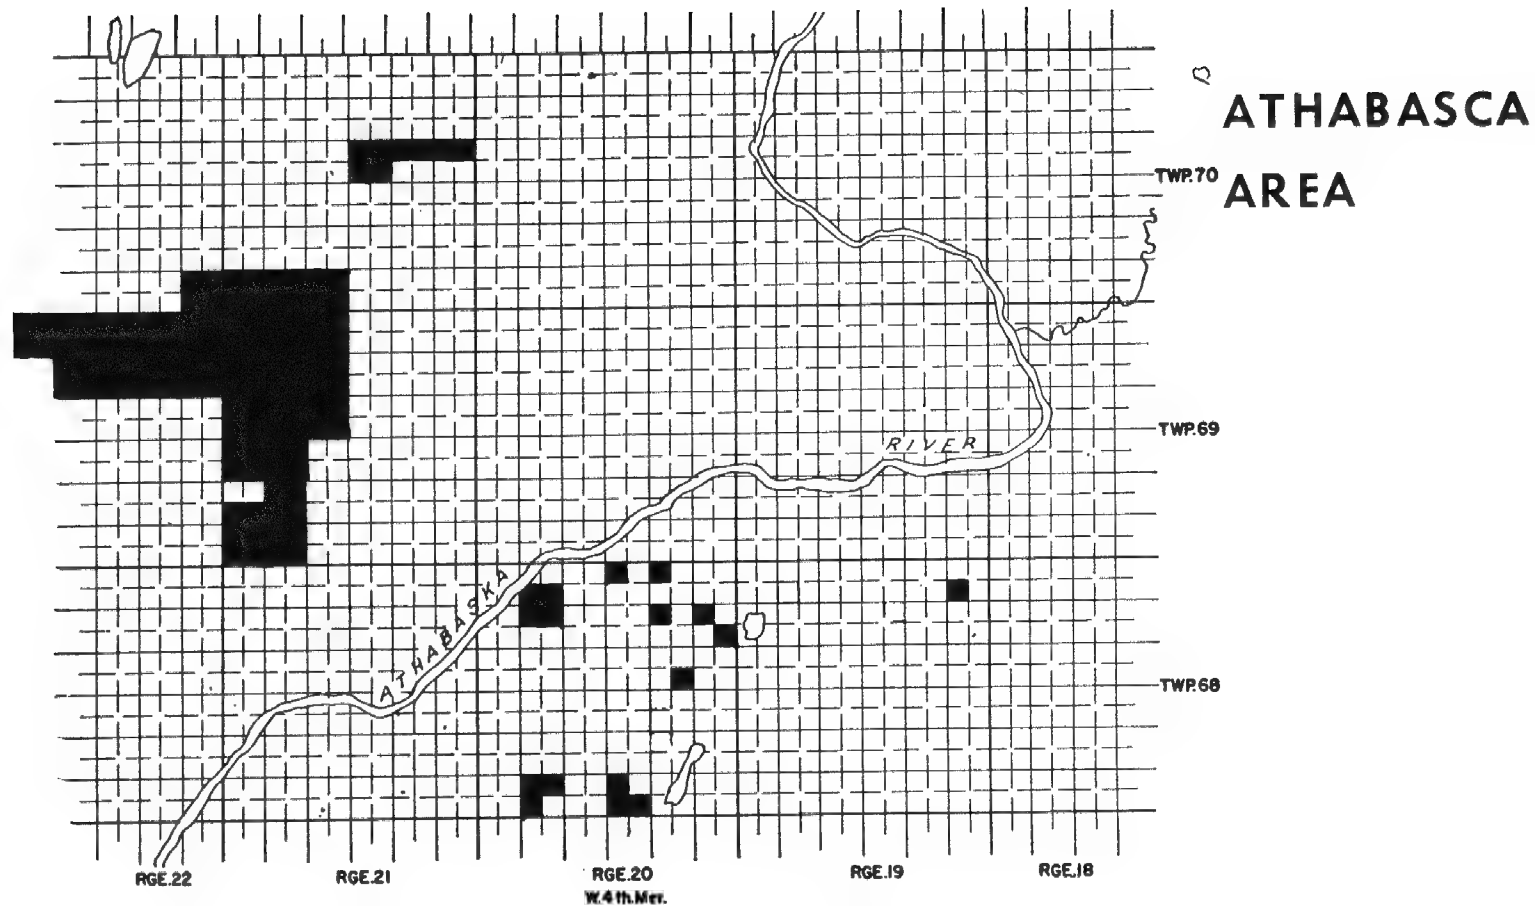 ATHABASCA
AREA
TWP.70
TWP.69
RIVER
ATHABASKA
TWP.68
RGE.22
RGE.21
RGE.20
RGE.19
RGE.18
W.4th.Mer.